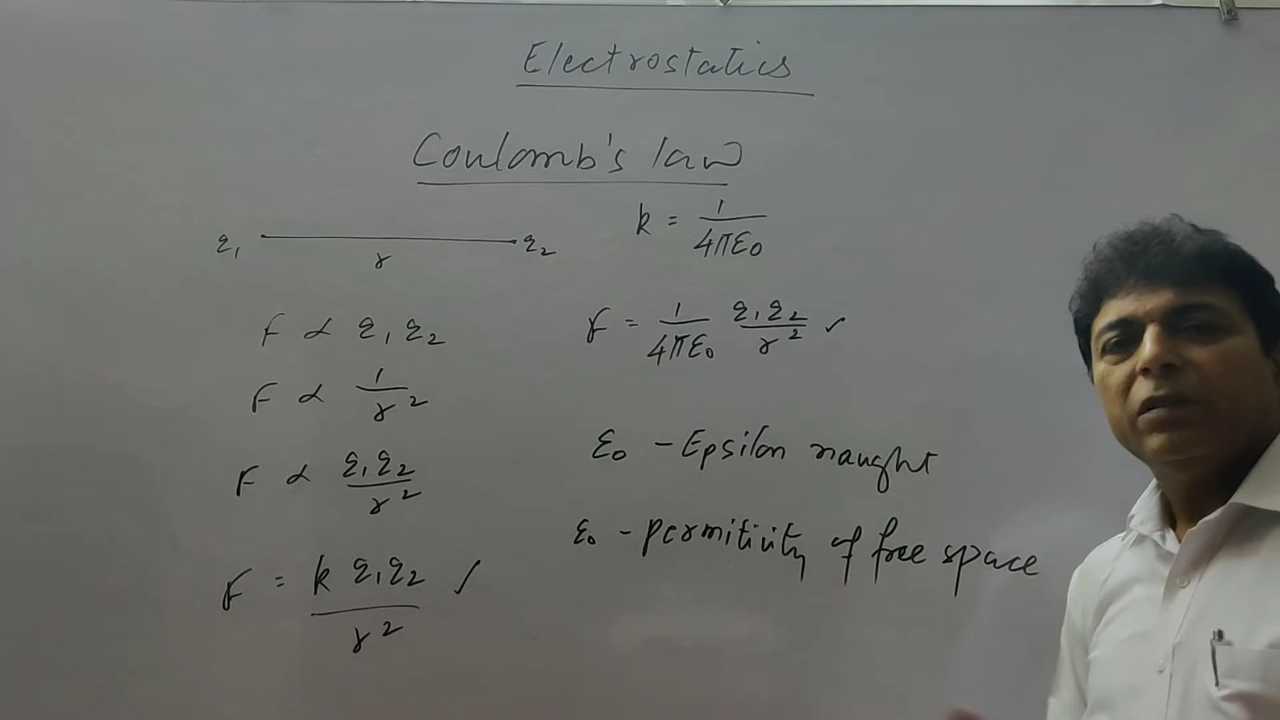 Electrostatics
Coulomb's law
q₁ r q₂
F ∝ q₁q₂
F ∝ 1/r²
F ∝ q₁q₂/r²
F = k q₁q₂/r² ✓
k = 1/4πε₀
F = 1/4πε₀ q₁q₂/r² ✓
ε₀ - Epsilon naught
ε₀ - permitivity of free space